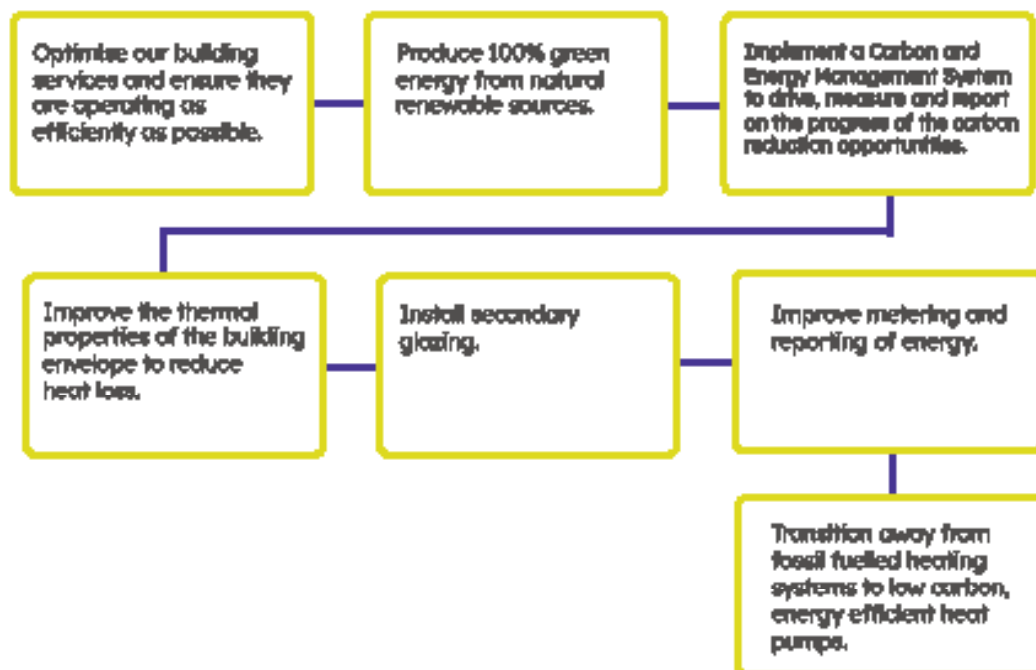 Optimise our building
services and ensure they
are operating as
efficiently as possible.
Produce 100% green
energy from natural
renewable sources.
Implement a Carbon and
Energy Management System
to drive, measure and report
on the progress of the carbon
reduction opportunities.
Improve the thermal
properties of the building
envelope to reduce
heat loss.
Install secondary
glazing.
Improve metering and
reporting of energy.
Transition away from
fossil fuelled heating
systems to low carbon,
energy efficient heat
pumps.